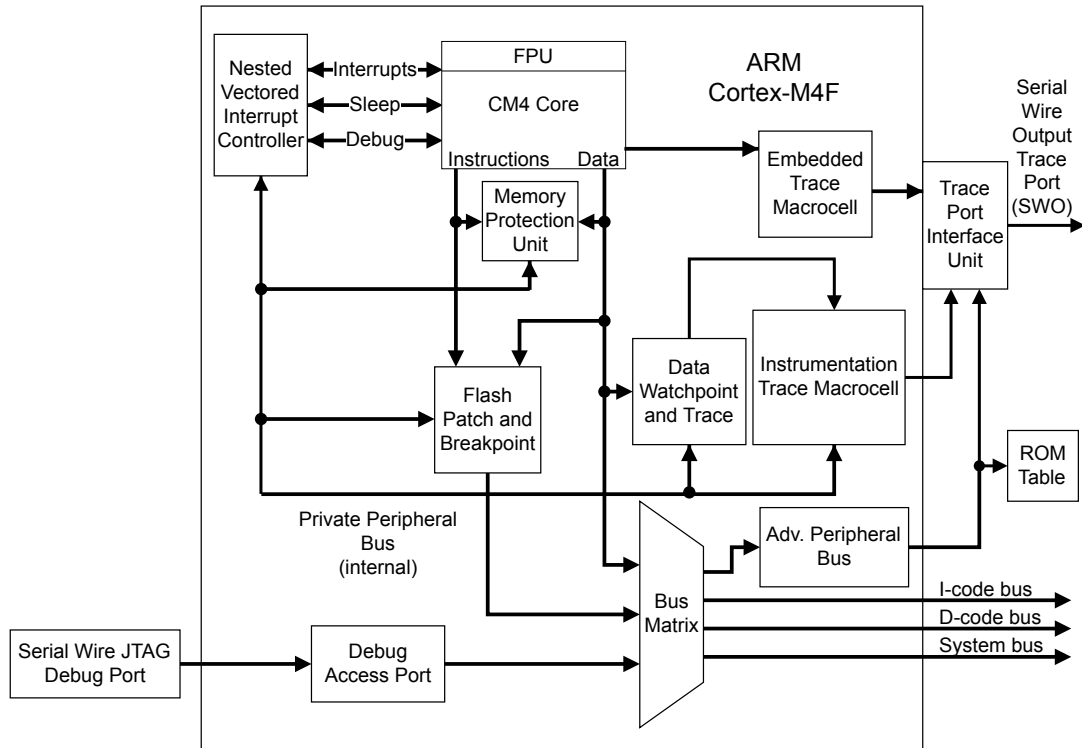 Nested
Vectored
Interrupt
Controller
Interrupts
Sleep
Debug
FPU
CM4 Core
Instructions Data
ARM
Cortex-M4F
Serial
Wire
Output
Trace
Port
(SWO)
Embedded
Trace
Macrocell
Trace
Port
Interface
Unit
Memory
Protection
Unit
Flash
Patch and
Breakpoint
Data
Watchpoint
and Trace
Instrumentation
Trace Macrocell
ROM
Table
Private Peripheral
Bus
(internal)
Adv. Peripheral
Bus
Bus
Matrix
I-code bus
D-code bus
System bus
Serial Wire JTAG
Debug Port
Debug
Access Port